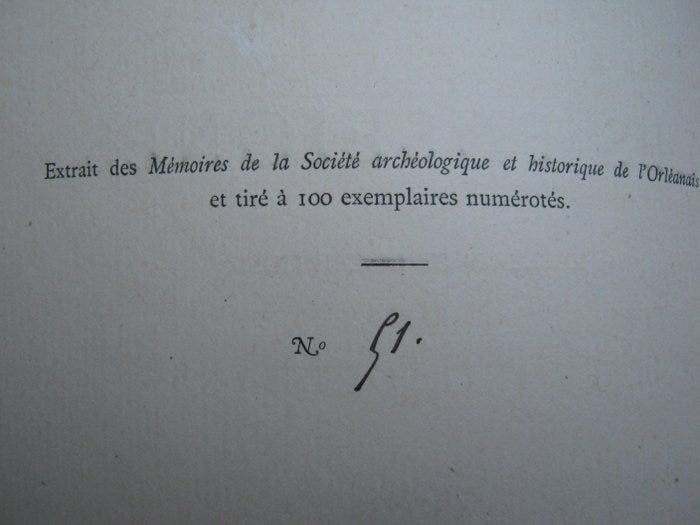 Extrait des Mémoires de la Société archéologique et historique de l'Orléanais
et tiré à 100 exemplaires numérotés.
No 51.